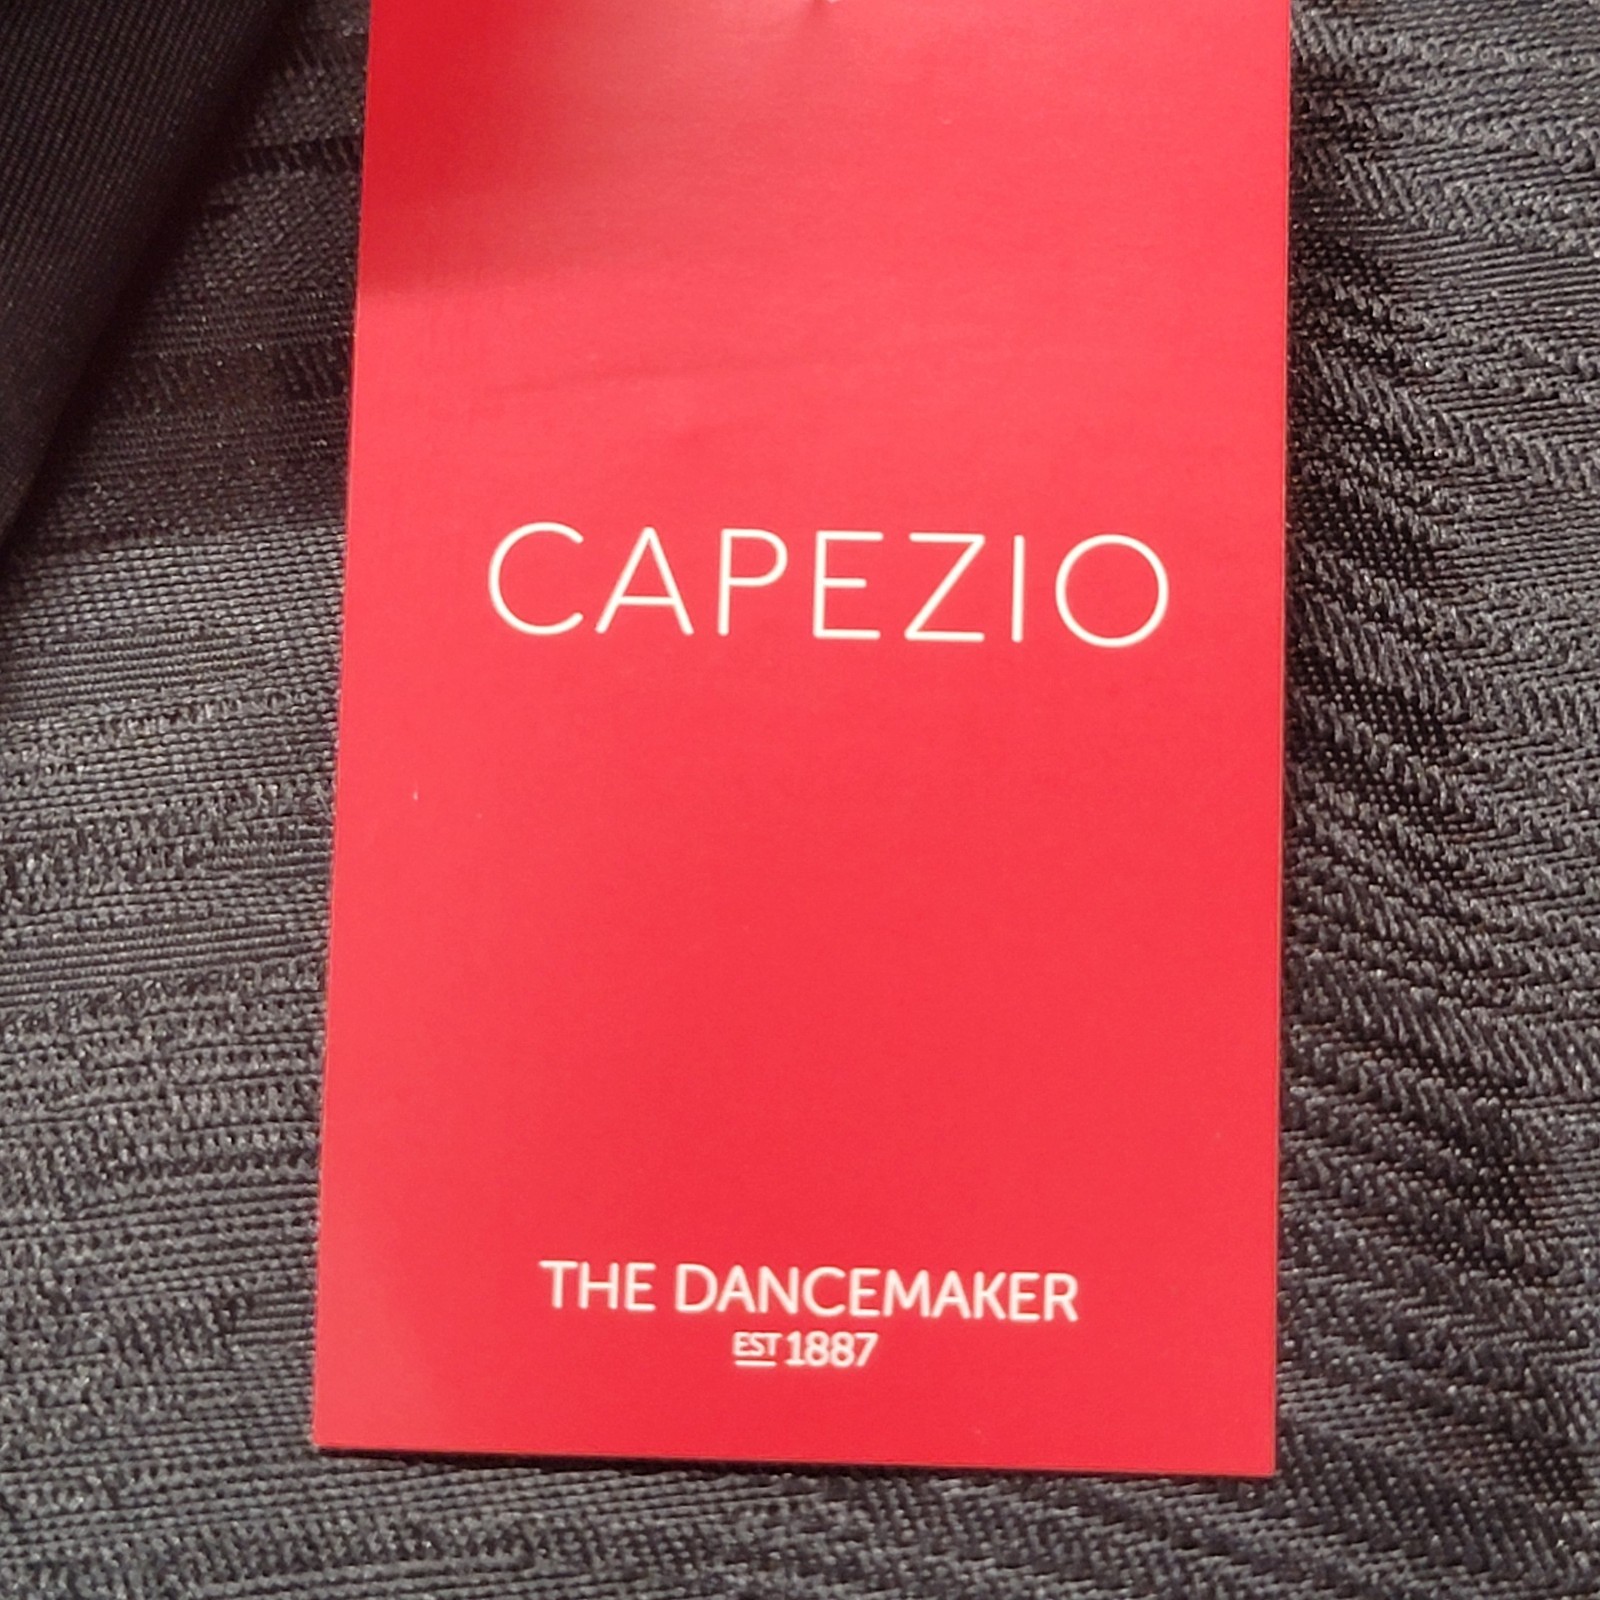 CAPEZIO
THE DANCEMAKER
EST 1887